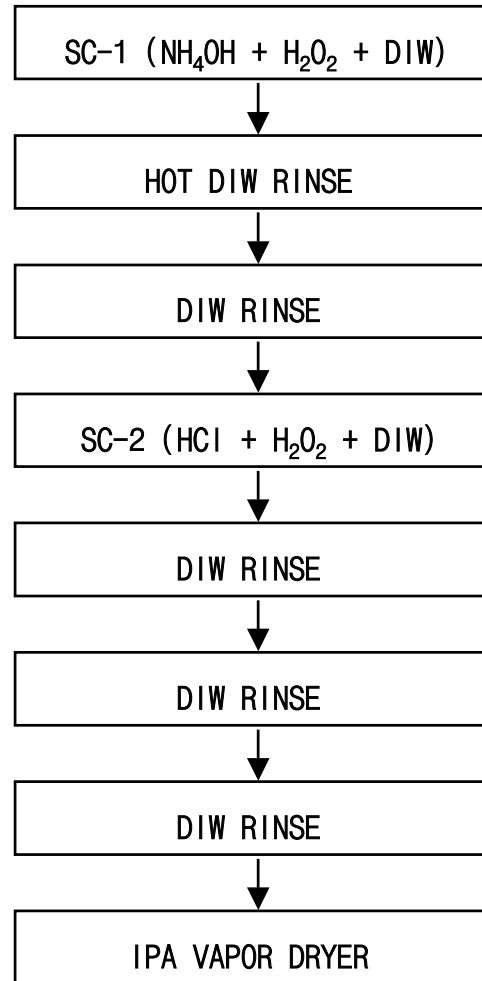 SC-1 (NH₄OH + H₂O₂ + DIW)
HOT DIW RINSE
DIW RINSE
SC-2 (HCl + H₂O₂ + DIW)
DIW RINSE
DIW RINSE
DIW RINSE
IPA VAPOR DRYER